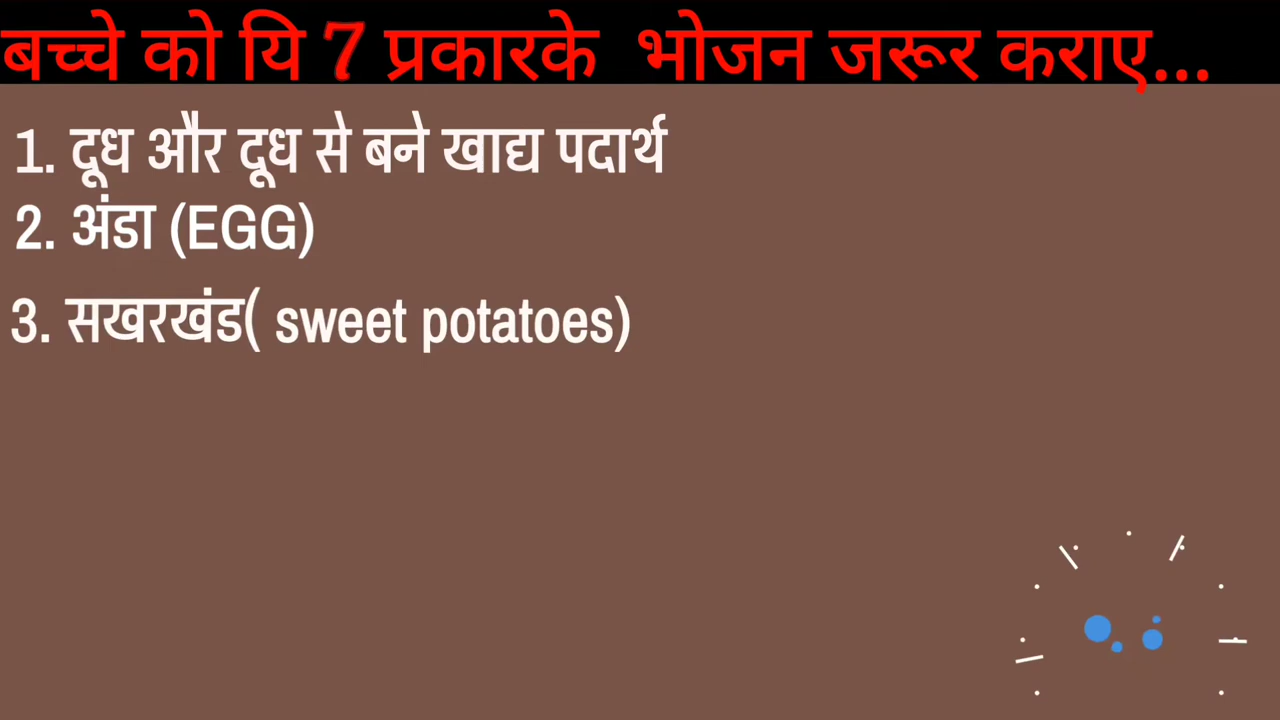 बच्चे को यि 7 प्रकारके भोजन जरूर कराए...
1. दूध और दूध से बने खाद्य पदार्थ
2. अंडा (EGG)
3. सखरखंड( sweet potatoes)